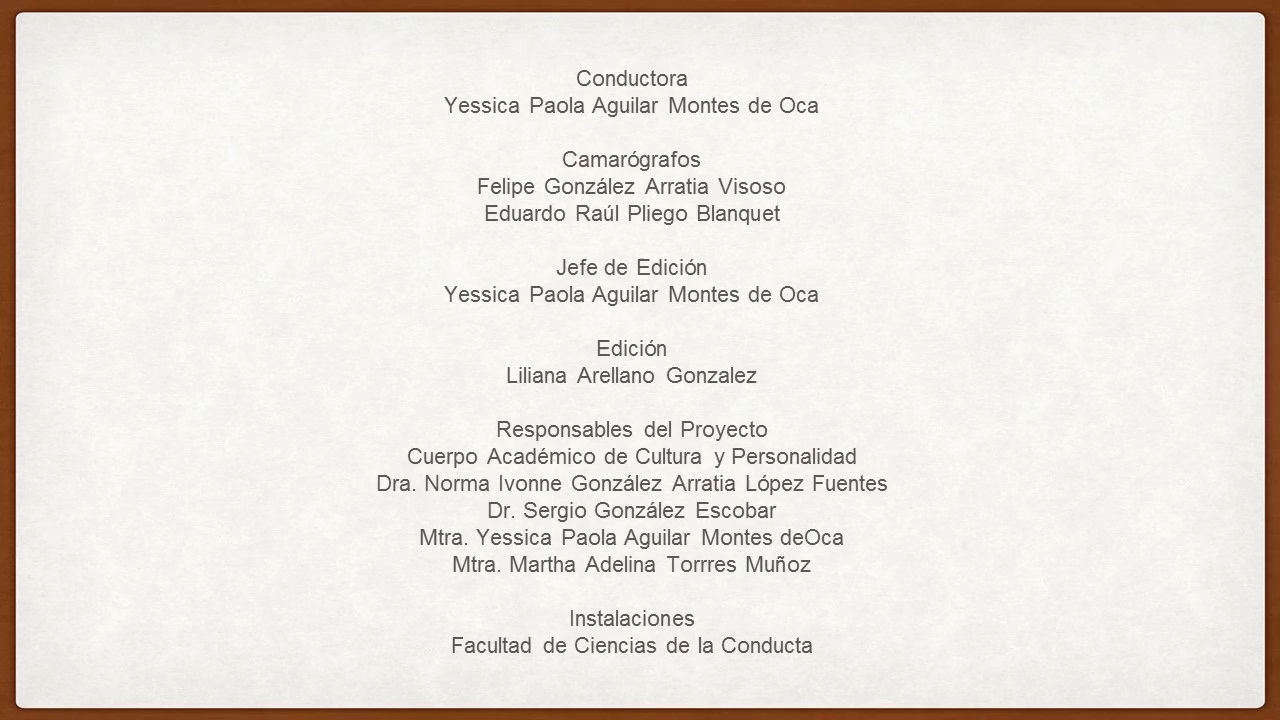 Conductora
Yessica Paola Aguilar Montes de Oca
Camarógrafos
Felipe González Arratia Visoso
Eduardo Raúl Pliego Blanquet
Jefe de Edición
Yessica Paola Aguilar Montes de Oca
Edición
Liliana Arellano Gonzalez
Responsables del Proyecto
Cuerpo Académico de Cultura y Personalidad
Dra. Norma Ivonne González Arratia López Fuentes
Dr. Sergio González Escobar
Mtra. Yessica Paola Aguilar Montes deOca
Mtra. Martha Adelina Torrres Muñoz
Instalaciones
Facultad de Ciencias de la Conducta